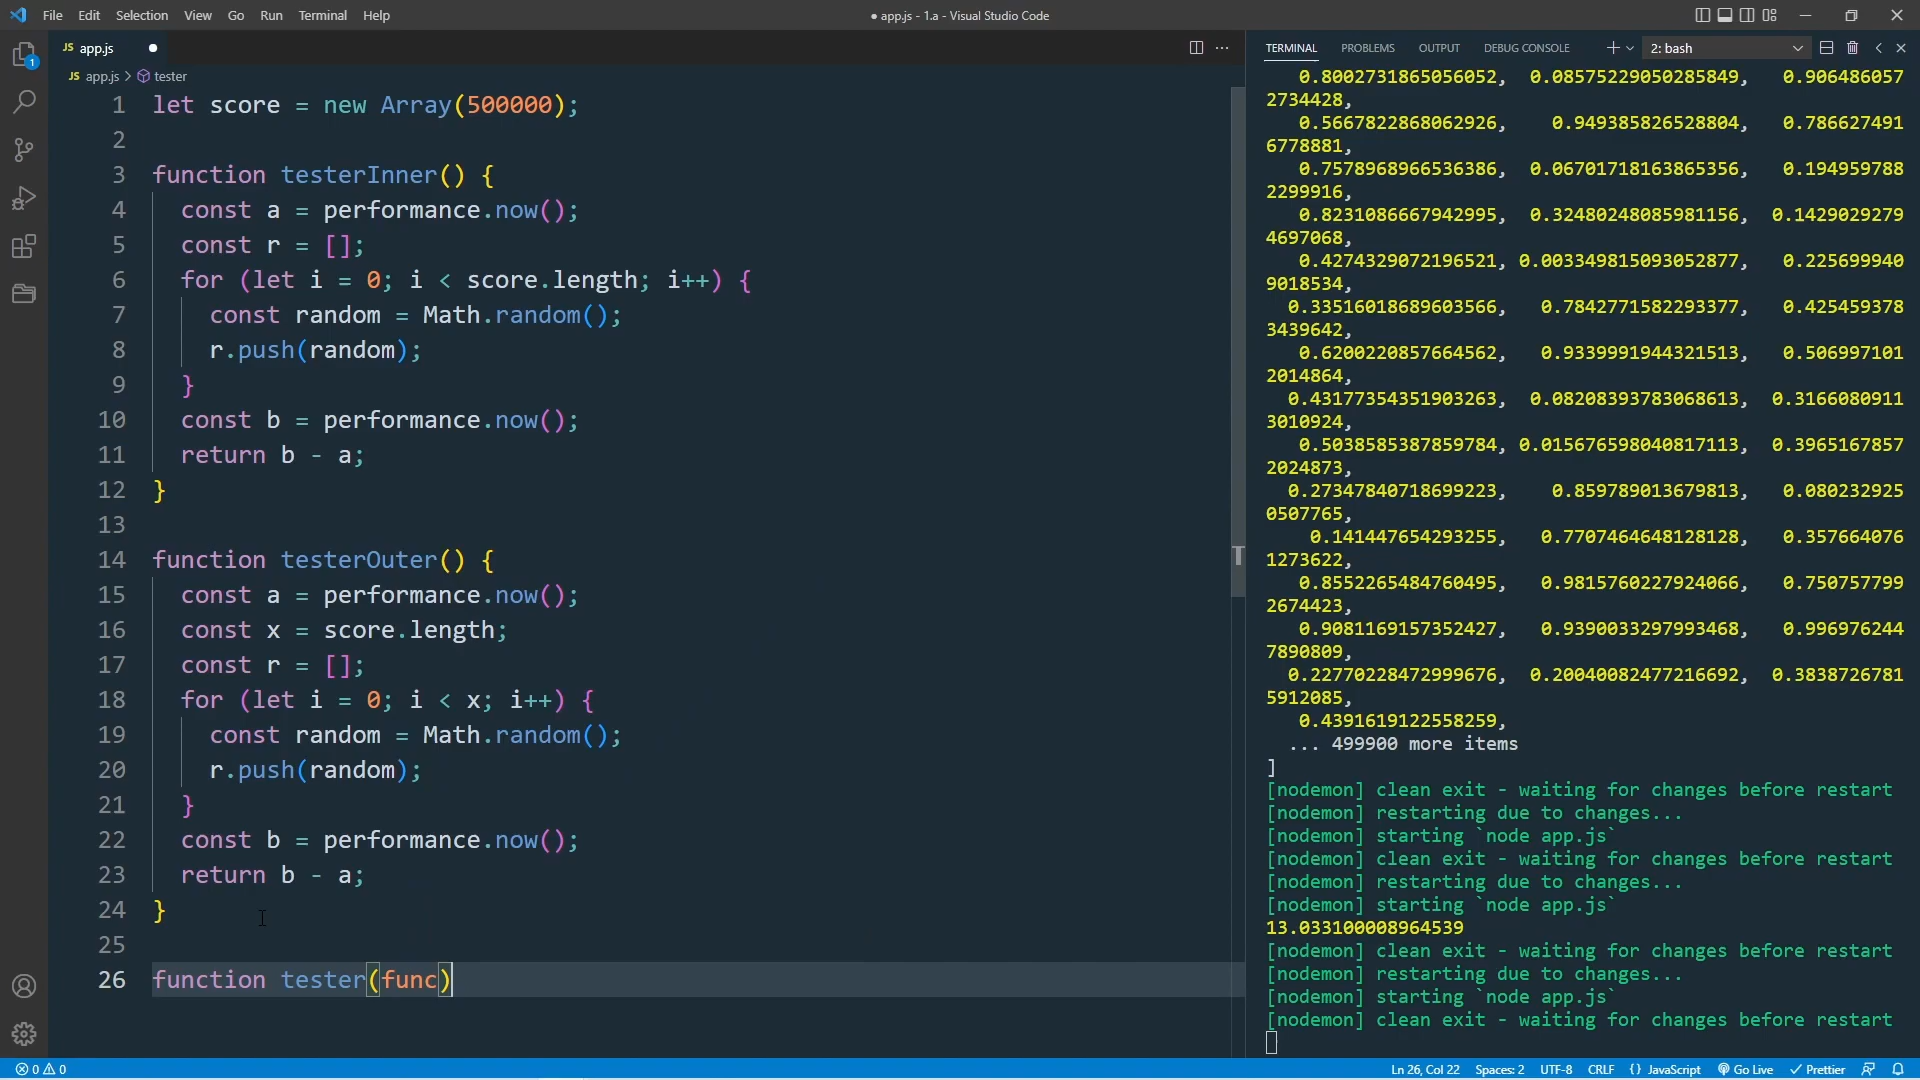 File Edit Selection View Go Run Terminal Help
● app.js - 1.a - Visual Studio Code
JS app.js ●
JS app.js > tester
1 let score = new Array(500000);
2
3 function testerInner() {
4 const a = performance.now();
5 const r = [];
6 for (let i = 0; i < score.length; i++) {
7 const random = Math.random();
8 r.push(random);
9 }
10 const b = performance.now();
11 return b - a;
12 }
13
14 function testerOuter() {
15 const a = performance.now();
16 const x = score.length;
17 const r = [];
18 for (let i = 0; i < x; i++) {
19 const random = Math.random();
20 r.push(random);
21 }
22 const b = performance.now();
23 return b - a;
24 }
25
26 function tester(func)
TERMINAL PROBLEMS OUTPUT DEBUG CONSOLE 2: bash
0.8002731865056052, 0.08575229050285849, 0.906486057
2734428,
0.5667822868062926, 0.949385826528804, 0.786627491
6778881,
0.7578968966536386, 0.06701718163865356, 0.194959788
2299916,
0.8231086667942995, 0.32480248085981156, 0.1429029279
4697068,
0.4274329072196521, 0.003349815093052877, 0.225699940
9018534,
0.33516018689603566, 0.7842771582293377, 0.425459378
3439642,
0.6200220857664562, 0.9339991944321513, 0.506997101
2014864,
0.43177354351903263, 0.08208393783068613, 0.3166080911
3010924,
0.5038585387859784, 0.015676598040817113, 0.3965167857
2024873,
0.27347840718699223, 0.859789013679813, 0.080232925
0507765,
0.141447654293255, 0.7707464648128128, 0.357664076
1273622,
0.8552265484760495, 0.9815760227924066, 0.750757799
2674423,
0.9081169157352427, 0.9390033297993468, 0.996976244
7890809,
0.22770228472999676, 0.20040082477216692, 0.3838726781
5912085,
0.4391619122558259,
... 499900 more items
]
[nodemon] clean exit - waiting for changes before restart
[nodemon] restarting due to changes...
[nodemon] starting `node app.js`
[nodemon] clean exit - waiting for changes before restart
[nodemon] restarting due to changes...
[nodemon] starting `node app.js`
13.033100008964539
[nodemon] clean exit - waiting for changes before restart
[nodemon] restarting due to changes...
[nodemon] starting `node app.js`
[nodemon] clean exit - waiting for changes before restart
1
0 0
Ln 26, Col 22 Spaces: 2 UTF-8 CRLF {} JavaScript Go Live Prettier